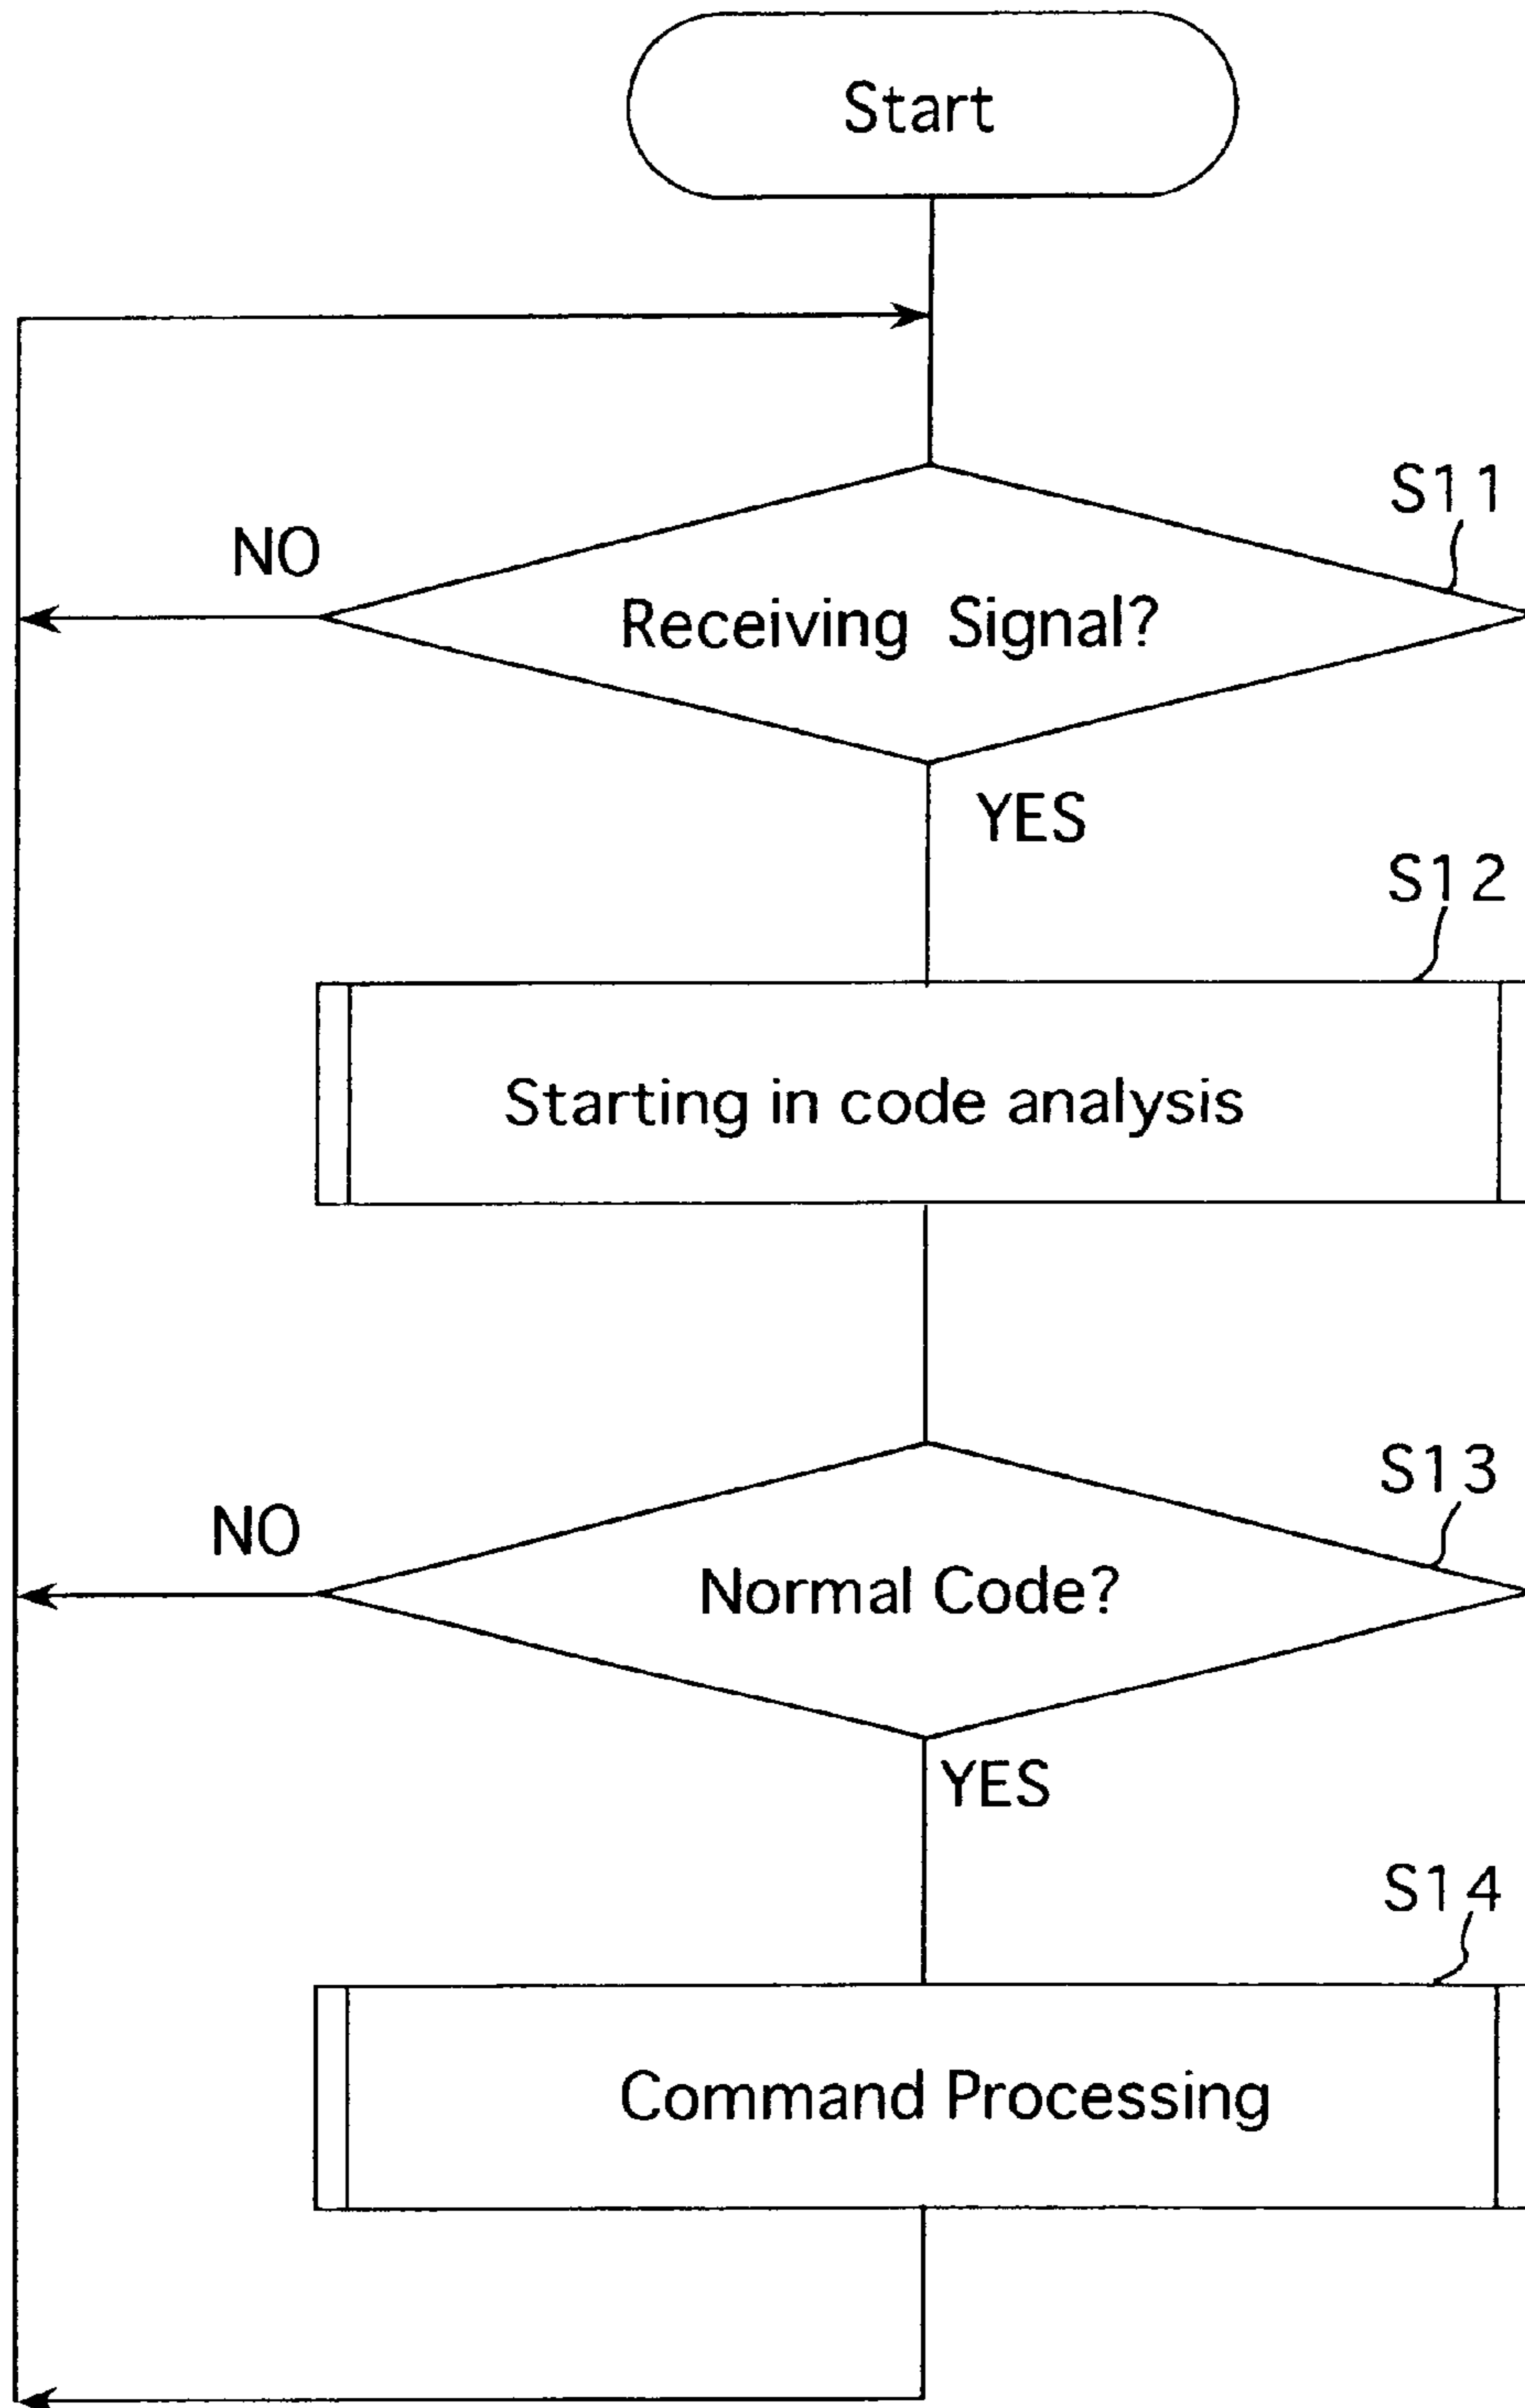 Start
S11
NO
Receiving Signal?
YES
S12
Starting in code analysis
S13
NO
Normal Code?
YES
S14
Command Processing